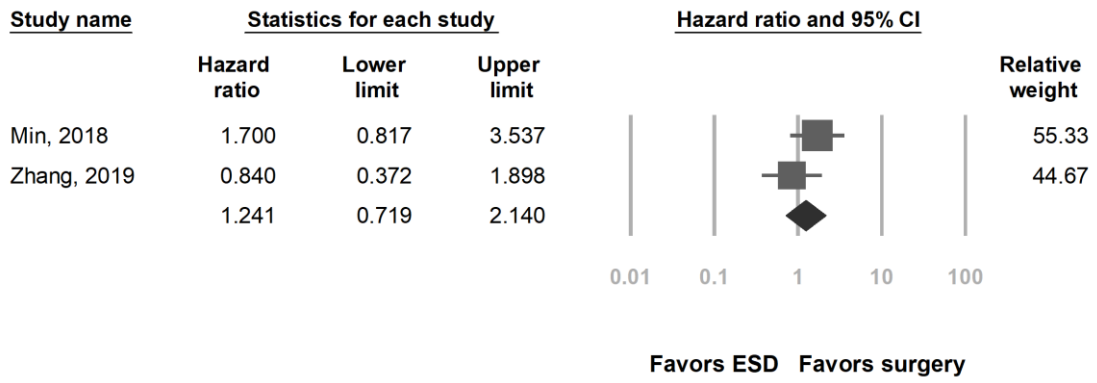 Study name Statistics for each study Hazard ratio and 95% CI
Hazard Lower Upper Relative
ratio limit limit weight
Min, 2018 1.700 0.817 3.537 55.33
Zhang, 2019 0.840 0.372 1.898 44.67
1.241 0.719 2.140
0.01 0.1 1 10 100
Favors ESD Favors surgery